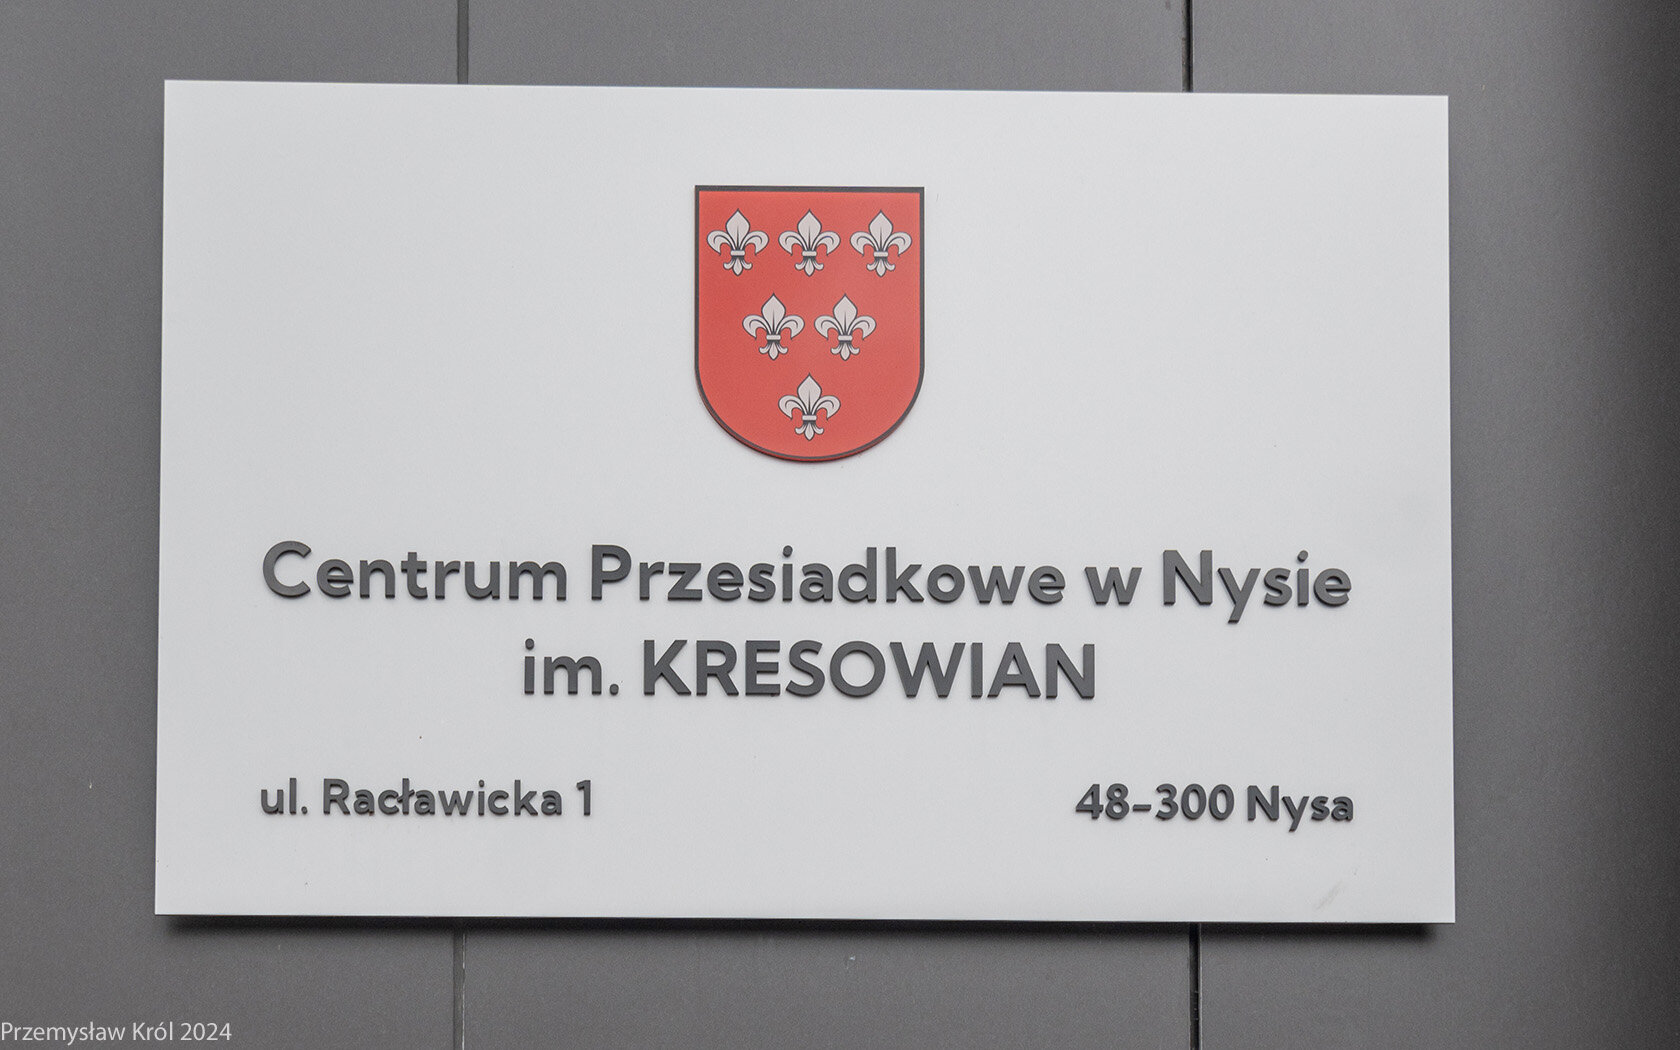 Centrum Przesiadkowe w Nysie
im. KRESOWIAN
ul. Racławicka 1
48-300 Nysa
Przemysław Król 2024